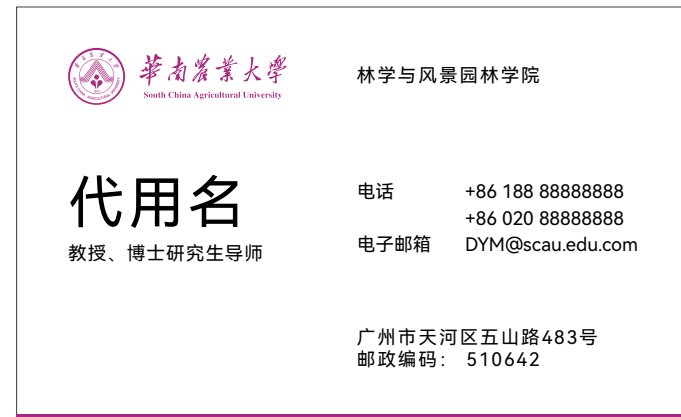 華南農業大學
South China Agricultural University
林学与风景园林学院
代用名
教授、博士研究生导师
电话 +86 188 88888888
+86 020 88888888
电子邮箱 DYM@scau.edu.com
广州市天河区五山路483号
邮政编码: 510642